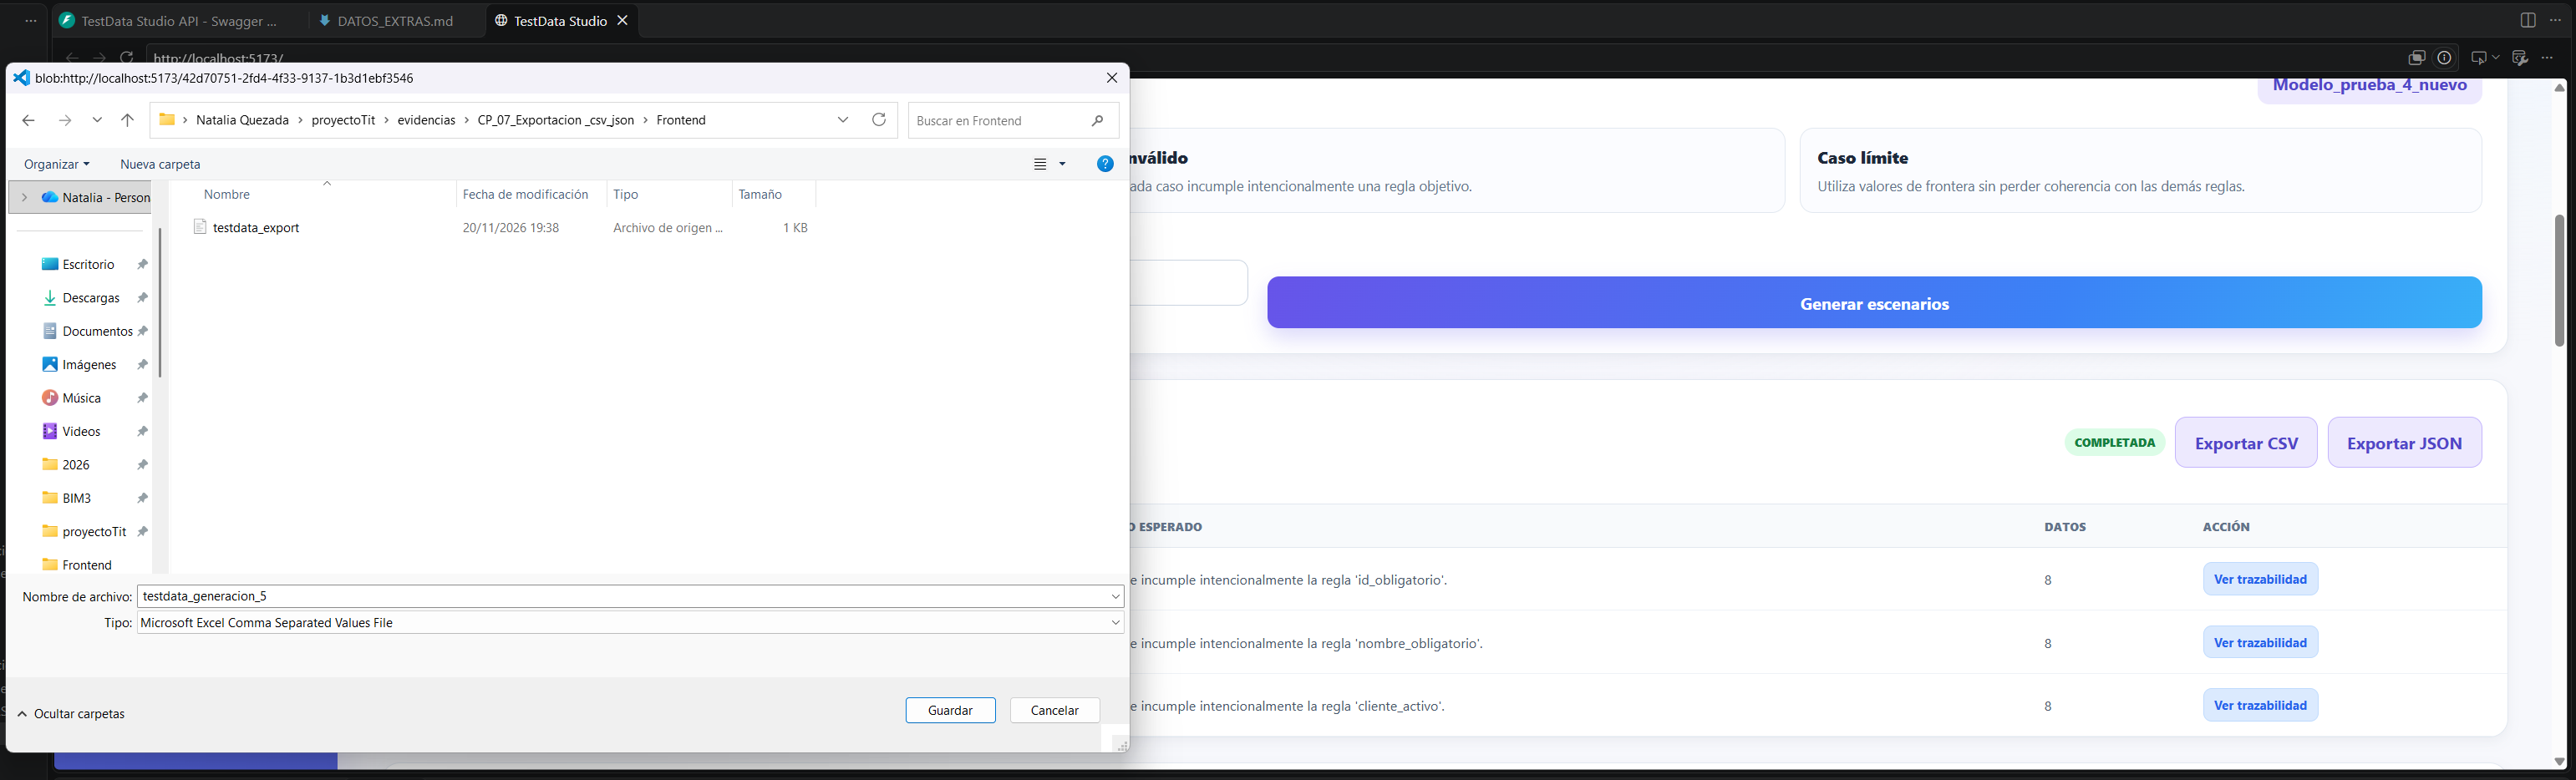 TestData Studio API - Swagger ...
DATOS_EXTRAS.md
TestData Studio
http://localhost:5173/
blob:http://localhost:5173/42d70751-2fd4-4f33-9137-1b3d1ebf3546
Natalia Quezada > proyectoTit > evidencias > CP_07_Exportacion _csv_json > Frontend
Buscar en Frontend
Organizar
Nueva carpeta
Natalia - Person
Escritorio
Descargas
Documentos
Imágenes
Música
Videos
2026
BIM3
proyectoTit
Frontend
Nombre Fecha de modificación Tipo Tamaño
testdata_export 20/11/2026 19:38 Archivo de origen ... 1 KB
Nombre de archivo: testdata_generacion_5
Tipo: Microsoft Excel Comma Separated Values File
Ocultar carpetas
Guardar
Cancelar
Modelo_prueba_4_nuevo
nválido
ada caso incumple intencionalmente una regla objetivo.
Caso límite
Utiliza valores de frontera sin perder coherencia con las demás reglas.
Generar escenarios
COMPLETADA
Exportar CSV
Exportar JSON
O ESPERADO DATOS ACCIÓN
e incumple intencionalmente la regla 'id_obligatorio'. 8 Ver trazabilidad
e incumple intencionalmente la regla 'nombre_obligatorio'. 8 Ver trazabilidad
e incumple intencionalmente la regla 'cliente_activo'. 8 Ver trazabilidad